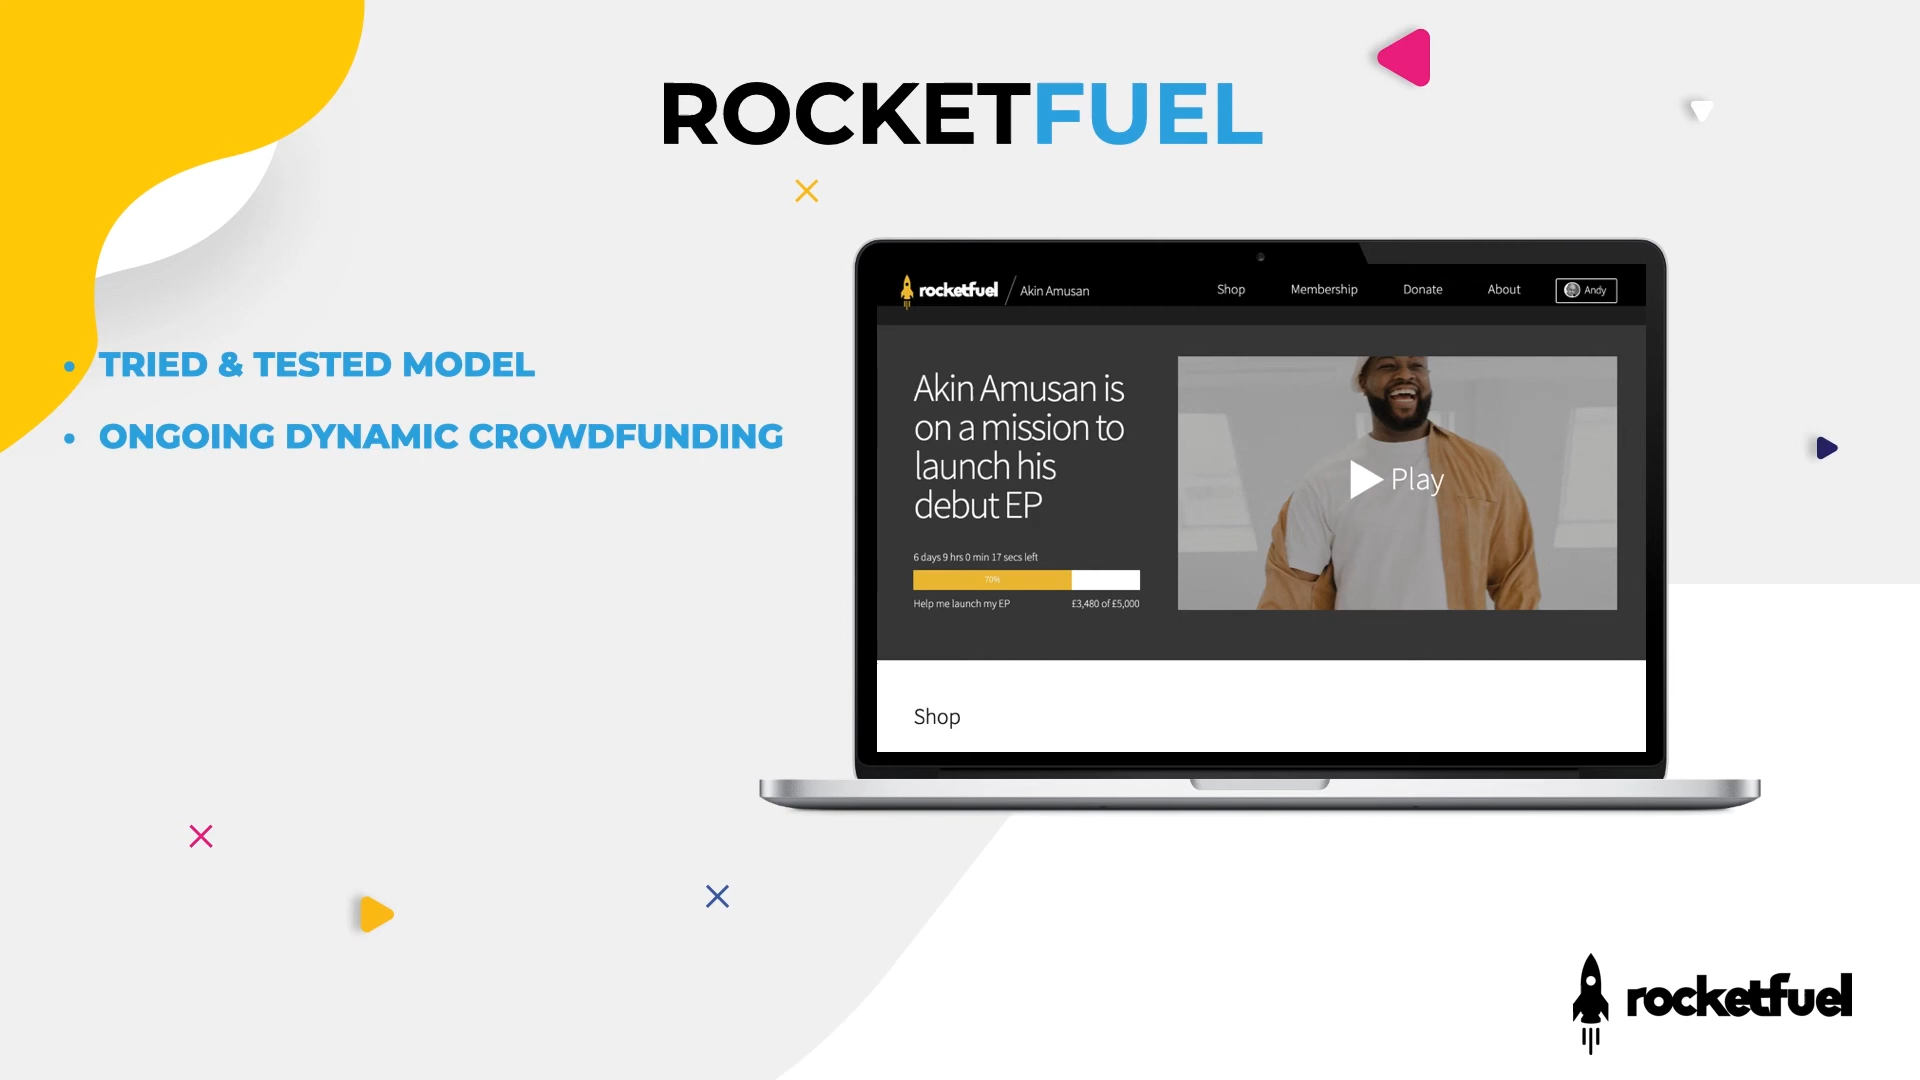 ROCKETFUEL
• TRIED & TESTED MODEL
• ONGOING DYNAMIC CROWDFUNDING
rocketfuel / Akin Amusan
Shop
Membership
Donate
About
Andy
Akin Amusan is
on a mission to
launch his
debut EP
6 days 9 hrs 0 min 17 secs left
70%
Help me launch my EP
£3,480 of £5,000
Play
Shop
rocketfuel